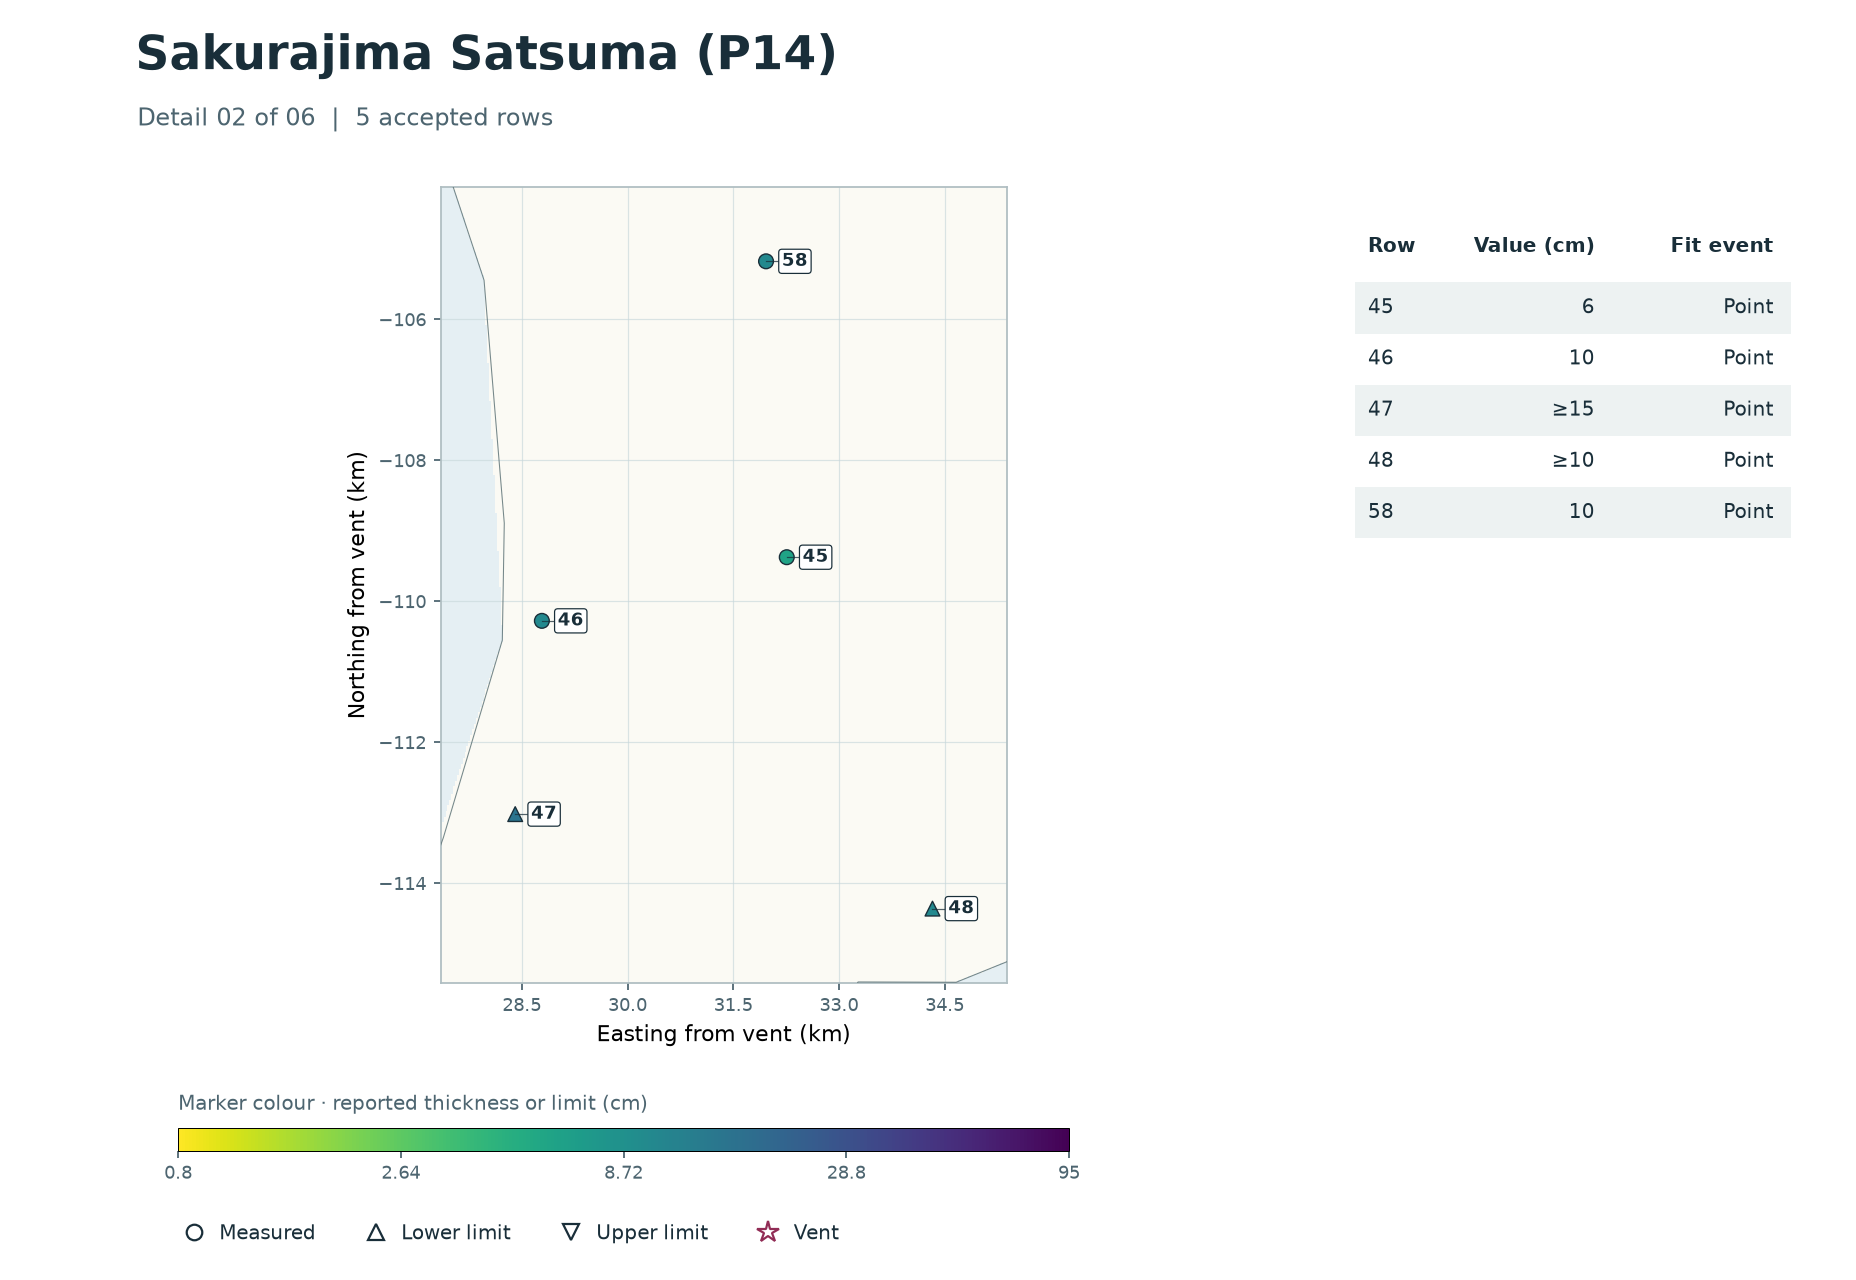 Sakurajima Satsuma (P14)
Detail 02 of 06 | 5 accepted rows
Row Value (cm) Fit event
45 6 Point
46 10 Point
47 ≥15 Point
48 ≥10 Point
58 10 Point
58
45
46
47
48
−106
−108
−110
−112
−114
Northing from vent (km)
28.5 30.0 31.5 33.0 34.5
Easting from vent (km)
Marker colour · reported thickness or limit (cm)
0.8 2.64 8.72 28.8 95
Measured Lower limit Upper limit Vent